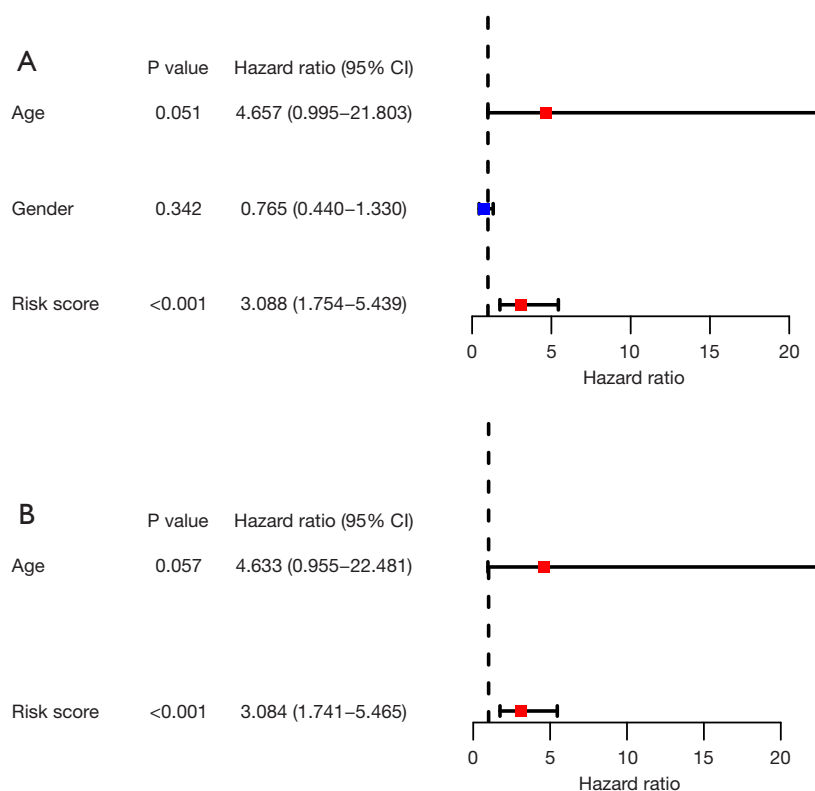 A
P value Hazard ratio (95% CI)
Age 0.051 4.657 (0.995–21.803)
Gender 0.342 0.765 (0.440–1.330)
Risk score <0.001 3.088 (1.754–5.439)
0 5 10 15 20
Hazard ratio
B
P value Hazard ratio (95% CI)
Age 0.057 4.633 (0.955–22.481)
Risk score <0.001 3.084 (1.741–5.465)
0 5 10 15 20
Hazard ratio